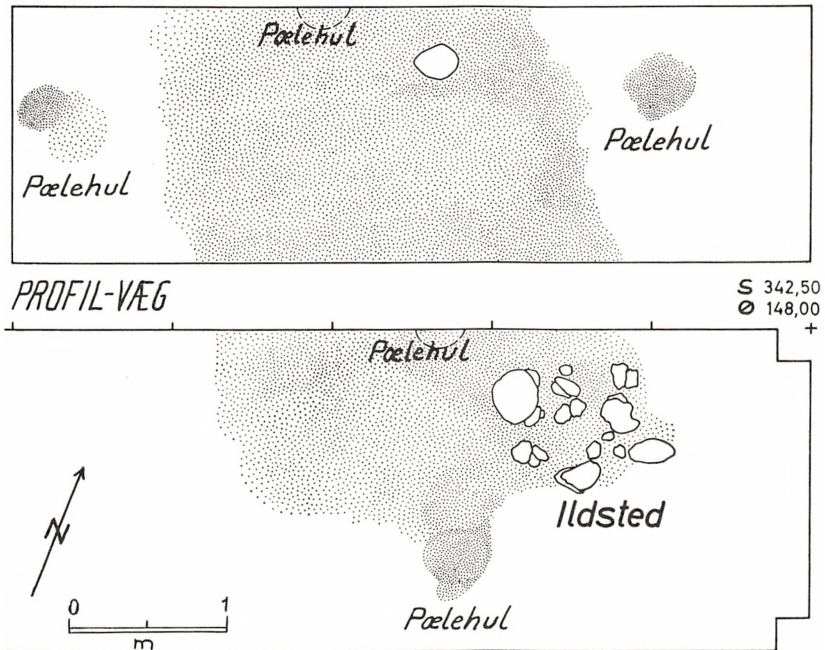 Pælehul
Pælehul
Pælehul
PROFIL-VÆG
S 342,50
Ø 148,00
Pælehul
Ildsted
N
0 1
m
Pælehul